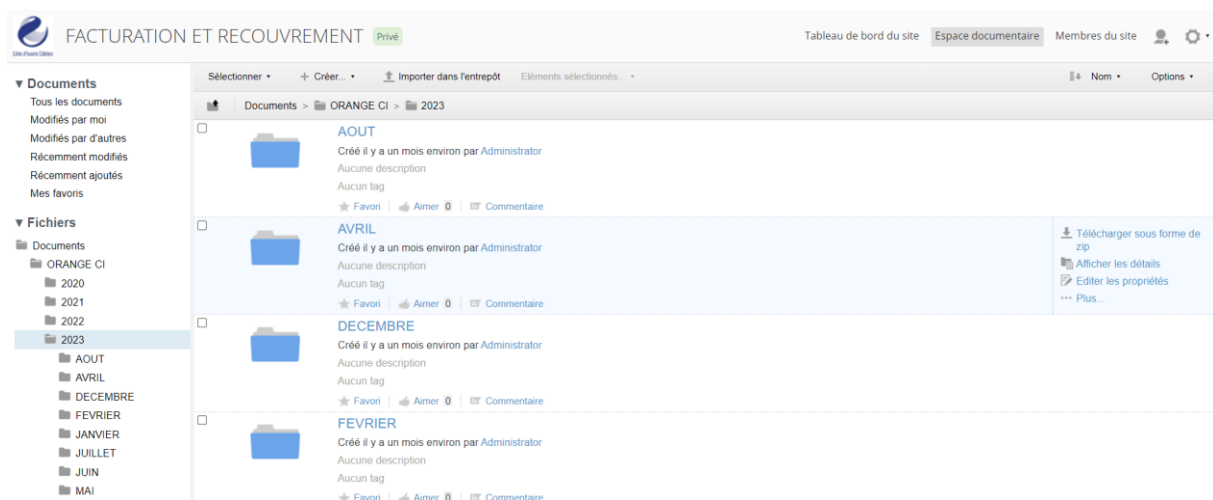 FACTURATION ET RECOUVREMENT Privé
Tableau de bord du site Espace documentaire Membres du site
Documents
Tous les documents
Modifiés par moi
Modifiés par d'autres
Récemment modifiés
Récemment ajoutés
Mes favoris
Fichiers
Documents
ORANGE CI
2020
2021
2022
2023
AOUT
AVRIL
DECEMBRE
FEVRIER
JANVIER
JUILLET
JUIN
MAI
Sélectionner + Créer... Importer dans l'entrepôt Eléments sélectionnés... Nom Options
Documents > ORANGE CI > 2023
AOUT
Créé il y a un mois environ par Administrator
Aucune description
Aucun tag
Favori Aimer 0 Commentaire
AVRIL
Créé il y a un mois environ par Administrator
Aucune description
Aucun tag
Favori Aimer 0 Commentaire
Télécharger sous forme de
zip
Afficher les détails
Editer les propriétés
Plus...
DECEMBRE
Créé il y a un mois environ par Administrator
Aucune description
Aucun tag
Favori Aimer 0 Commentaire
FEVRIER
Créé il y a un mois environ par Administrator
Aucune description
Aucun tag
Favori Aimer 0 Commentaire